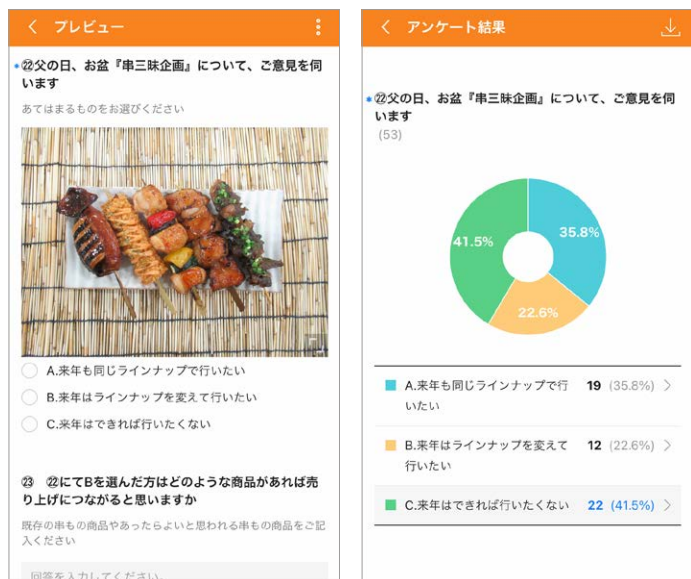 プレビュー
㉒父の日、お盆『串三昧企画』について、ご意見を伺
います
あてはまるものをお選びください
A.来年も同じラインナップで行いたい
B.来年はラインナップを変えて行いたい
C.来年はできれば行いたくない
㉓ ㉒にてBを選んだ方はどのような商品があれば売
り上げにつながると思いますか
既存の串もの商品やあったらよいと思われる串もの商品をご記
入ください
回答を入力してください。
アンケート結果
㉒父の日、お盆『串三昧企画』について、ご意見を伺
います
(53)
41.5%
35.8%
22.6%
A.来年も同じラインナップで行 19 (35.8%)
いたい
B.来年はラインナップを変えて 12 (22.6%)
行いたい
C.来年はできれば行いたくない 22 (41.5%)